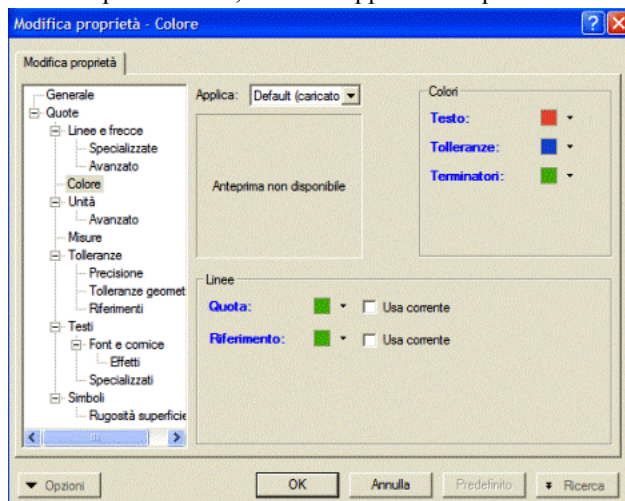 Modifica proprietà - Colore
Modifica proprietà
Generale
Quote
Linee e frecce
Specializzate
Avanzato
Colore
Unità
Avanzato
Misure
Tolleranze
Precisione
Tolleranze geomet
Riferimenti
Testi
Font e cornice
Effetti
Specializzati
Simboli
Rugosità superficie
Applica: Default (caricato
Anteprima non disponibile
Colori
Testo:
Tolleranze:
Terminatori:
Linee
Quota: Usa corrente
Riferimento: Usa corrente
Opzioni OK Annulla Predefinito Ricerca